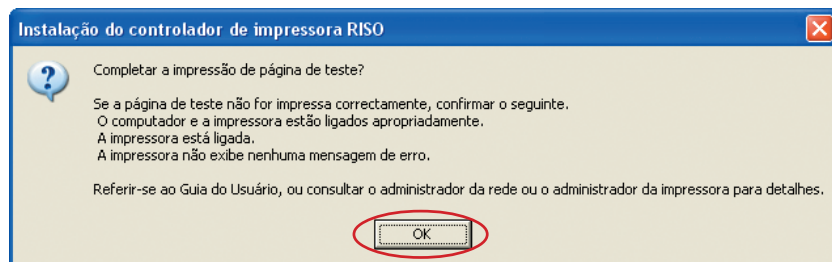 Instalação do controlador de impressora RISO
Completar a impressão de página de teste?
Se a página de teste não for impressa correctamente, confirmar o seguinte.
O computador e a impressora estão ligados apropriadamente.
A impressora está ligada.
A impressora não exibe nenhuma mensagem de erro.
Referir-se ao Guia do Usuário, ou consultar o administrador da rede ou o administrador da impressora para detalhes.
OK